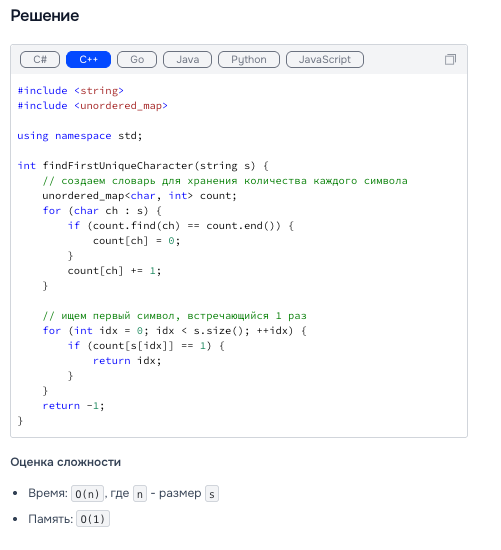 Решение
C# C++ Go Java Python JavaScript
#include <string>
#include <unordered_map>
using namespace std;
int findFirstUniqueCharacter(string s) {
    // создаем словарь для хранения количества каждого символа
    unordered_map<char, int> count;
    for (char ch : s) {
        if (count.find(ch) == count.end()) {
            count[ch] = 0;
        }
        count[ch] += 1;
    }
    // ищем первый символ, встречающийся 1 раз
    for (int idx = 0; idx < s.size(); ++idx) {
        if (count[s[idx]] == 1) {
            return idx;
        }
    }
    return -1;
}
Оценка сложности
• Время: O(n), где n - размер s
• Память: O(1)